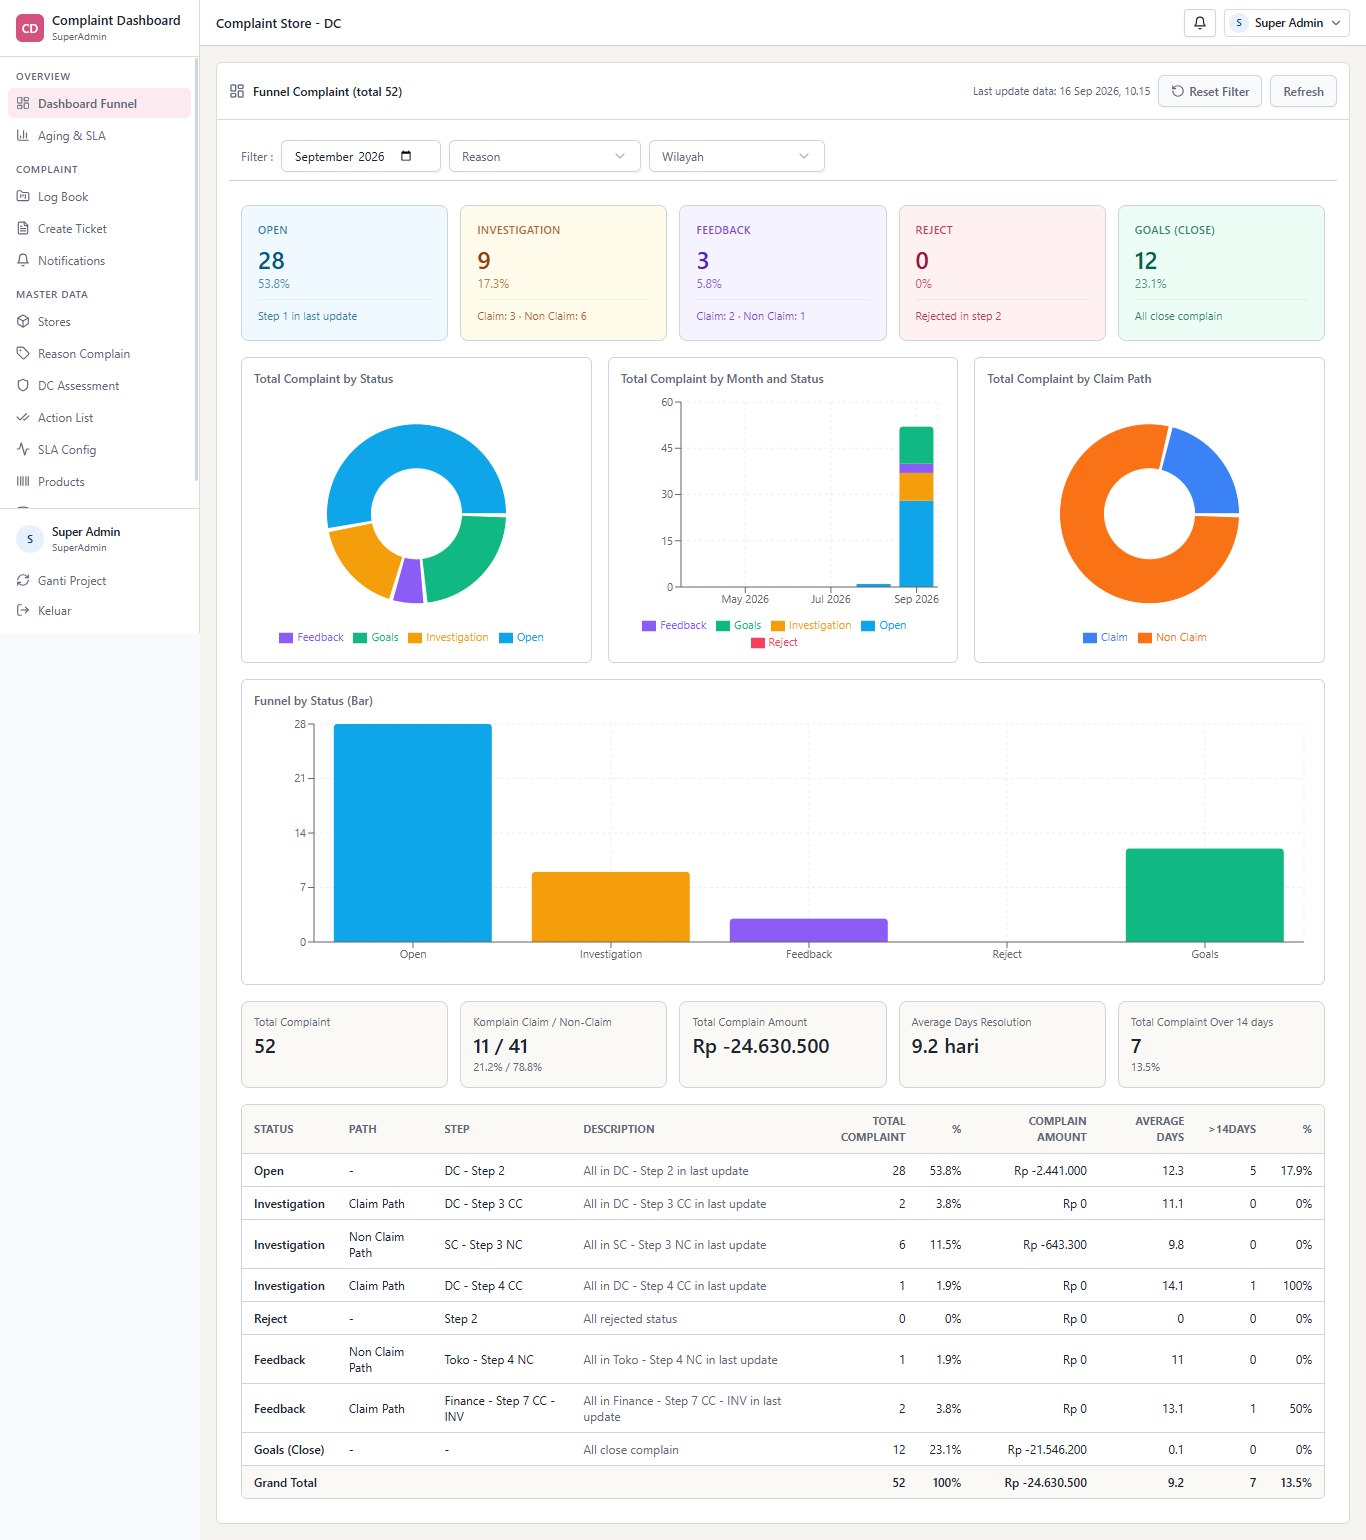 CD
Complaint Dashboard
SuperAdmin
OVERVIEW
Dashboard Funnel
Aging & SLA
COMPLAINT
Log Book
Create Ticket
Notifications
MASTER DATA
Stores
Reason Complain
DC Assessment
Action List
SLA Config
Products
S
Super Admin
SuperAdmin
Ganti Project
Keluar
Complaint Store - DC
S Super Admin
Funnel Complaint (total 52)
Last update data: 16 Sep 2026, 10.15
Reset Filter
Refresh
Filter :
September 2026
Reason
Wilayah
OPEN
28
53.8%
Step 1 in last update
INVESTIGATION
9
17.3%
Claim: 3 · Non Claim: 6
FEEDBACK
3
5.8%
Claim: 2 · Non Claim: 1
REJECT
0
0%
Rejected in step 2
GOALS (CLOSE)
12
23.1%
All close complain
Total Complaint by Status
Feedback Goals Investigation Open
Total Complaint by Month and Status
60
45
30
15
0
May 2026 Jul 2026 Sep 2026
Feedback Goals Investigation Open
Reject
Total Complaint by Claim Path
Claim Non Claim
Funnel by Status (Bar)
28
21
14
7
0
Open Investigation Feedback Reject Goals
Total Complaint
52
Komplain Claim / Non-Claim
11 / 41
21.2% / 78.8%
Total Complain Amount
Rp -24.630.500
Average Days Resolution
9.2 hari
Total Complaint Over 14 days
7
13.5%
STATUS PATH STEP DESCRIPTION TOTAL COMPLAINT % COMPLAIN AMOUNT AVERAGE DAYS >14DAYS %
Open - DC - Step 2 All in DC - Step 2 in last update 28 53.8% Rp -2.441.000 12.3 5 17.9%
Investigation Claim Path DC - Step 3 CC All in DC - Step 3 CC in last update 2 3.8% Rp 0 11.1 0 0%
Investigation Non Claim Path SC - Step 3 NC All in SC - Step 3 NC in last update 6 11.5% Rp -643.300 9.8 0 0%
Investigation Claim Path DC - Step 4 CC All in DC - Step 4 CC in last update 1 1.9% Rp 0 14.1 1 100%
Reject - Step 2 All rejected status 0 0% Rp 0 0 0 0%
Feedback Non Claim Path Toko - Step 4 NC All in Toko - Step 4 NC in last update 1 1.9% Rp 0 11 0 0%
Feedback Claim Path Finance - Step 7 CC - INV All in Finance - Step 7 CC - INV in last update 2 3.8% Rp 0 13.1 1 50%
Goals (Close) - - All close complain 12 23.1% Rp -21.546.200 0.1 0 0%
Grand Total 52 100% Rp -24.630.500 9.2 7 13.5%